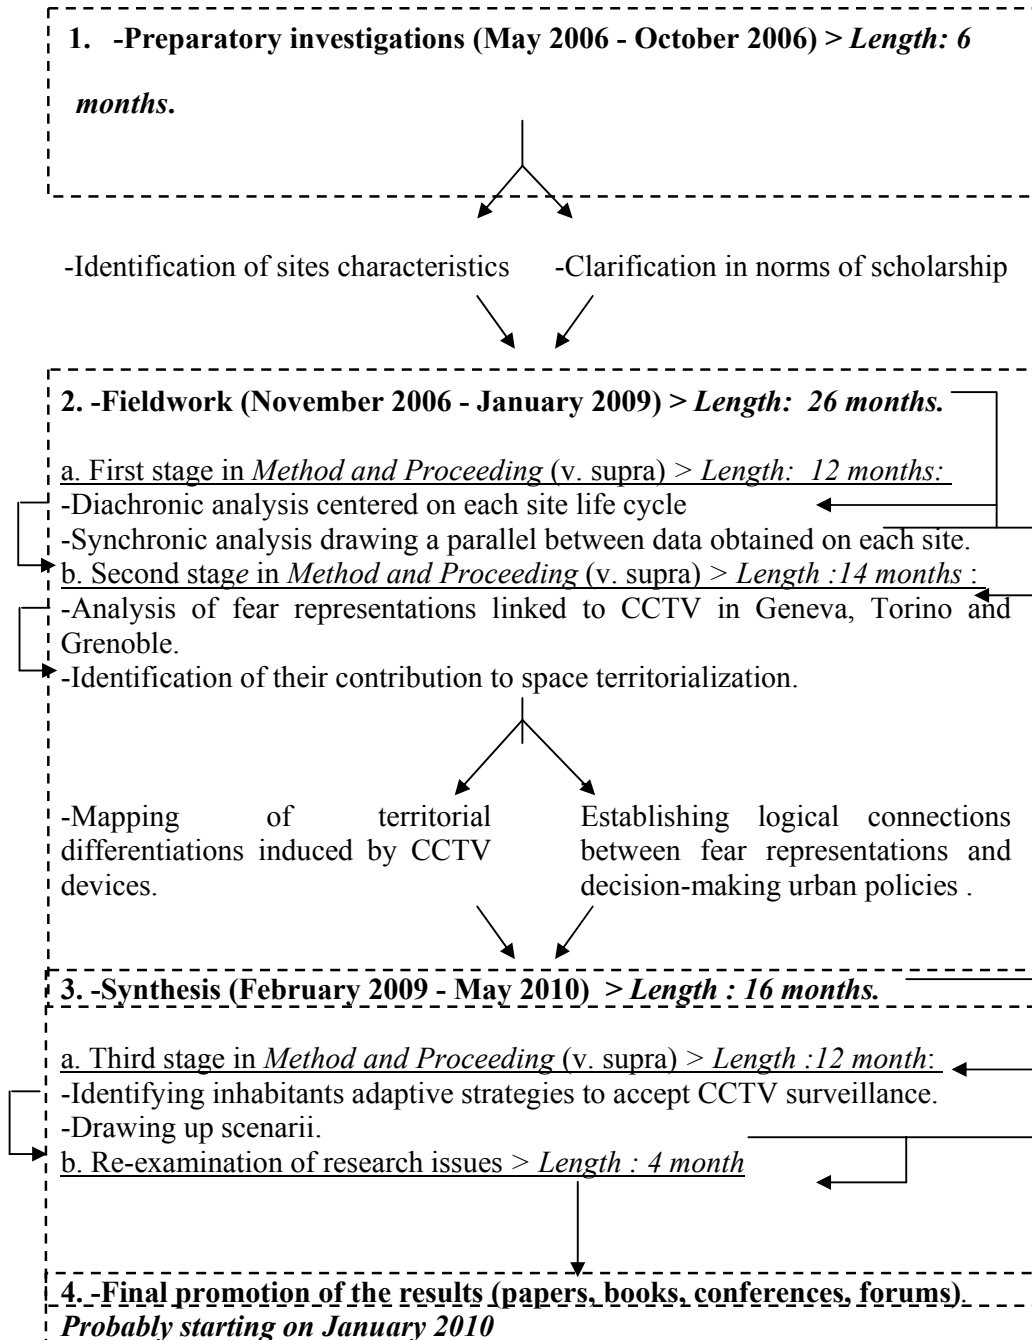 1. -Preparatory investigations (May 2006 - October 2006) > Length: 6
months.
-Identification of sites characteristics
-Clarification in norms of scholarship
2. -Fieldwork (November 2006 - January 2009) > Length: 26 months.
a. First stage in Method and Proceeding (v. supra) > Length: 12 months:
-Diachronic analysis centered on each site life cycle
-Synchronic analysis drawing a parallel between data obtained on each site.
b. Second stage in Method and Proceeding (v. supra) > Length :14 months :
-Analysis of fear representations linked to CCTV in Geneva, Torino and
Grenoble.
-Identification of their contribution to space territorialization.
-Mapping of territorial
differentiations induced by CCTV
devices.
Establishing logical connections
between fear representations and
decision-making urban policies .
3. -Synthesis (February 2009 - May 2010) > Length : 16 months.
a. Third stage in Method and Proceeding (v. supra) > Length :12 month:
-Identifying inhabitants adaptive strategies to accept CCTV surveillance.
-Drawing up scenarii.
b. Re-examination of research issues > Length : 4 month
4. -Final promotion of the results (papers, books, conferences, forums).
Probably starting on January 2010